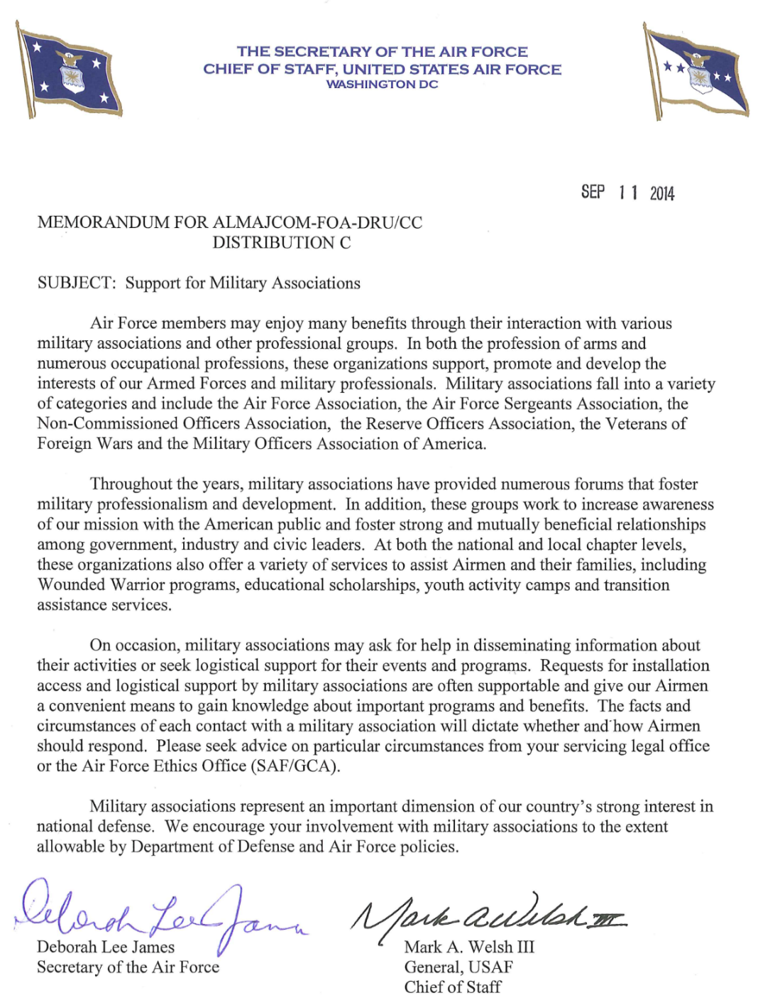 THE SECRETARY OF THE AIR FORCE
CHIEF OF STAFF, UNITED STATES AIR FORCE
WASHINGTON DC
SEP 11 2014
MEMORANDUM FOR ALMAJCOM-FOA-DRU/CC
DISTRIBUTION C
SUBJECT: Support for Military Associations
Air Force members may enjoy many benefits through their interaction with various
military associations and other professional groups. In both the profession of arms and
numerous occupational professions, these organizations support, promote and develop the
interests of our Armed Forces and military professionals. Military associations fall into a variety
of categories and include the Air Force Association, the Air Force Sergeants Association, the
Non-Commissioned Officers Association, the Reserve Officers Association, the Veterans of
Foreign Wars and the Military Officers Association of America.
Throughout the years, military associations have provided numerous forums that foster
military professionalism and development. In addition, these groups work to increase awareness
of our mission with the American public and foster strong and mutually beneficial relationships
among government, industry and civic leaders. At both the national and local chapter levels,
these organizations also offer a variety of services to assist Airmen and their families, including
Wounded Warrior programs, educational scholarships, youth activity camps and transition
assistance services.
On occasion, military associations may ask for help in disseminating information about
their activities or seek logistical support for their events and programs. Requests for installation
access and logistical support by military associations are often supportable and give our Airmen
a convenient means to gain knowledge about important programs and benefits. The facts and
circumstances of each contact with a military association will dictate whether and how Airmen
should respond. Please seek advice on particular circumstances from your servicing legal office
or the Air Force Ethics Office (SAF/GCA).
Military associations represent an important dimension of our country's strong interest in
national defense. We encourage your involvement with military associations to the extent
allowable by Department of Defense and Air Force policies.
Deborah Lee James
Mark A Welsh III
Deborah Lee James
Secretary of the Air Force
Mark A. Welsh III
General, USAF
Chief of Staff